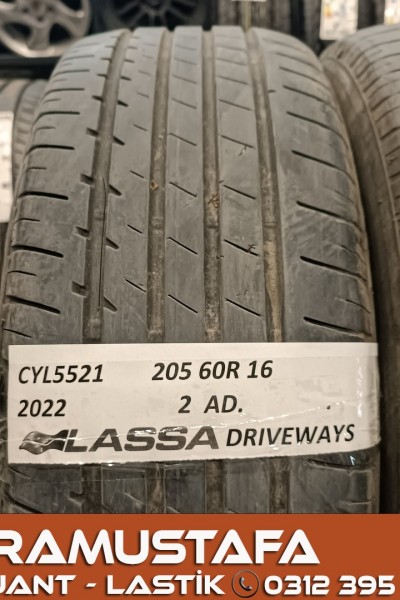 CYL5521 205 60R 16
2022 2 AD.
LASSA DRIVEWAYS
RAMUSTAFA
JANT - LASTİK 0312 395